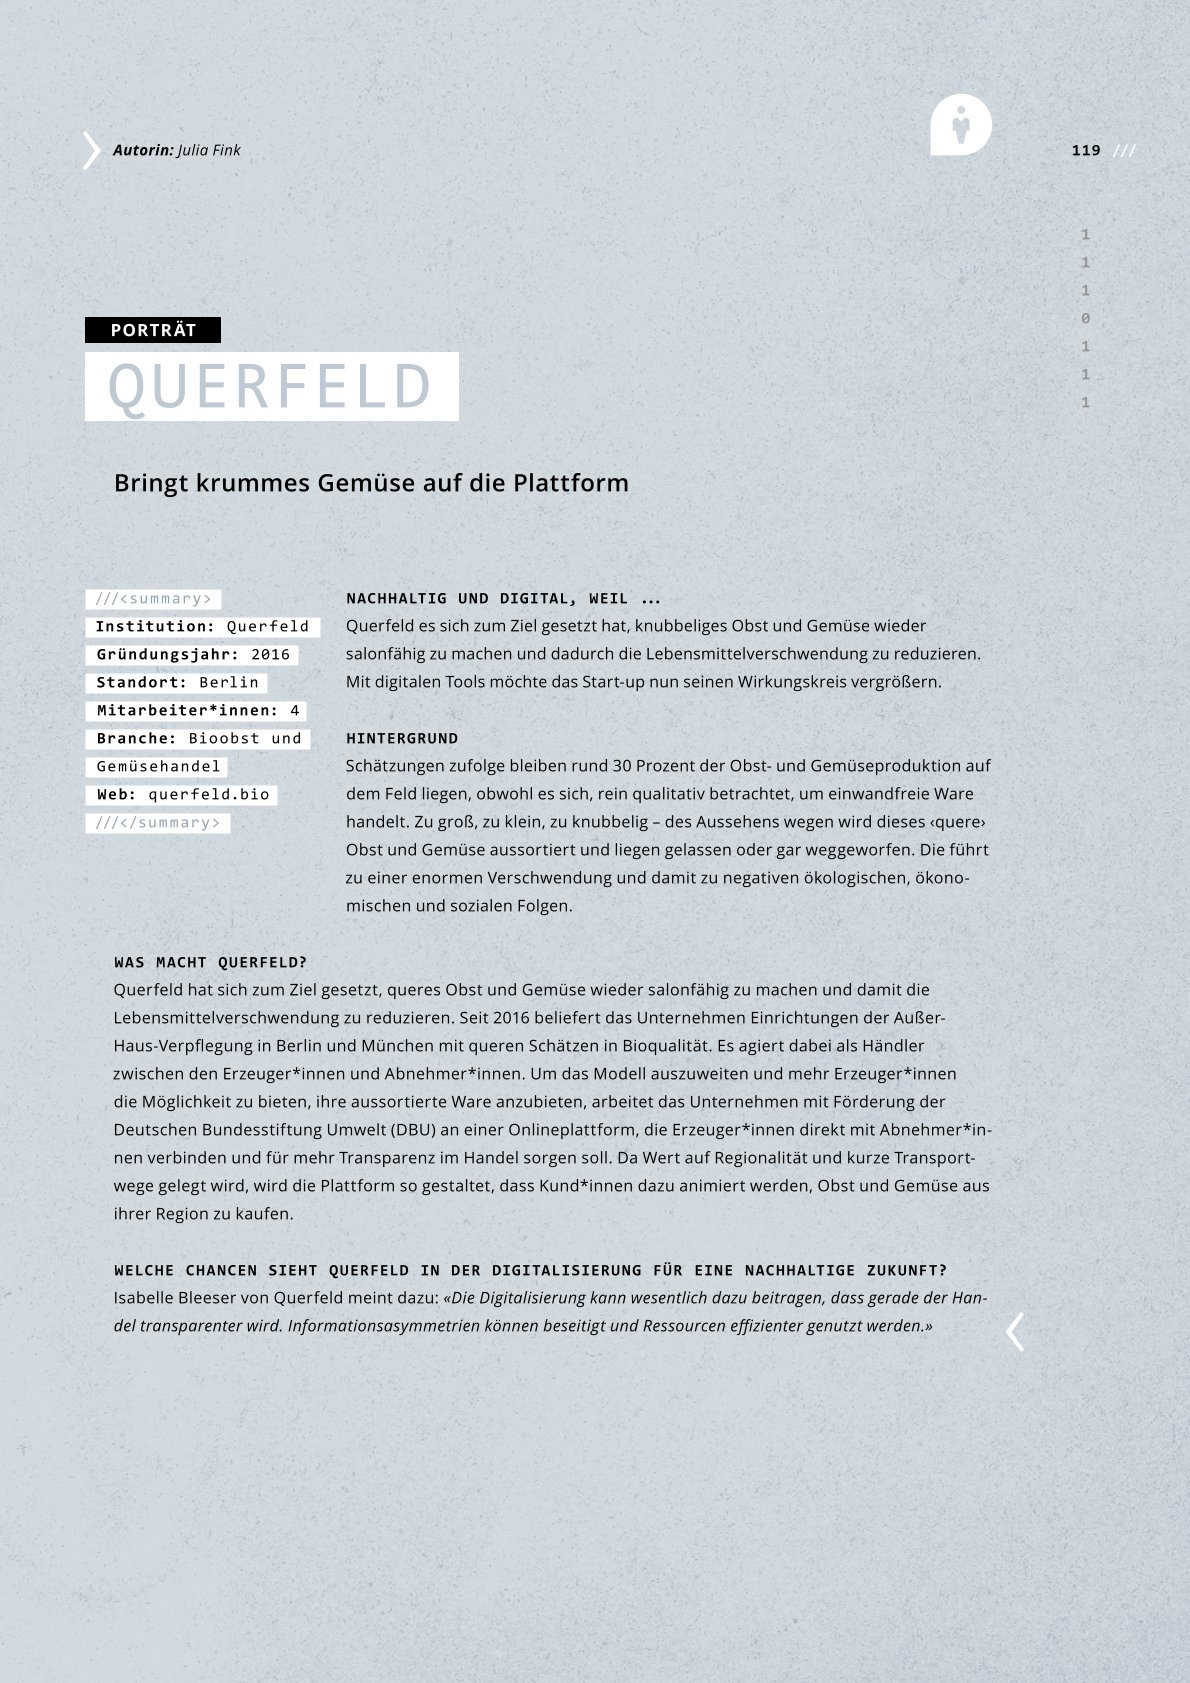 Autorin: Julia Fink
119 ///
1
1
1
0
1
1
1
PORTRÄT
QUERFELD
Bringt krummes Gemüse auf die Plattform
///<summary>
Institution: Querfeld
Gründungsjahr: 2016
Standort: Berlin
Mitarbeiter*innen: 4
Branche: Bioobst und
Gemüsehandel
Web: querfeld.bio
///</summary>
NACHHALTIG UND DIGITAL, WEIL ...
Querfeld es sich zum Ziel gesetzt hat, knubbeliges Obst und Gemüse wieder
salonfähig zu machen und dadurch die Lebensmittelverschwendung zu reduzieren.
Mit digitalen Tools möchte das Start-up nun seinen Wirkungskreis vergrößern.
HINTERGRUND
Schätzungen zufolge bleiben rund 30 Prozent der Obst- und Gemüseproduktion auf
dem Feld liegen, obwohl es sich, rein qualitativ betrachtet, um einwandfreie Ware
handelt. Zu groß, zu klein, zu knubbelig – des Aussehens wegen wird dieses ‹quere›
Obst und Gemüse aussortiert und liegen gelassen oder gar weggeworfen. Die führt
zu einer enormen Verschwendung und damit zu negativen ökologischen, ökono-
mischen und sozialen Folgen.
WAS MACHT QUERFELD?
Querfeld hat sich zum Ziel gesetzt, queres Obst und Gemüse wieder salonfähig zu machen und damit die
Lebensmittelverschwendung zu reduzieren. Seit 2016 beliefert das Unternehmen Einrichtungen der Außer-
Haus-Verpflegung in Berlin und München mit queren Schätzen in Bioqualität. Es agiert dabei als Händler
zwischen den Erzeuger*innen und Abnehmer*innen. Um das Modell auszuweiten und mehr Erzeuger*innen
die Möglichkeit zu bieten, ihre aussortierte Ware anzubieten, arbeitet das Unternehmen mit Förderung der
Deutschen Bundesstiftung Umwelt (DBU) an einer Onlineplattform, die Erzeuger*innen direkt mit Abnehmer*in-
nen verbinden und für mehr Transparenz im Handel sorgen soll. Da Wert auf Regionalität und kurze Transport-
wege gelegt wird, wird die Plattform so gestaltet, dass Kund*innen dazu animiert werden, Obst und Gemüse aus
ihrer Region zu kaufen.
WELCHE CHANCEN SIEHT QUERFELD IN DER DIGITALISIERUNG FÜR EINE NACHHALTIGE ZUKUNFT?
Isabelle Bleeser von Querfeld meint dazu: «Die Digitalisierung kann wesentlich dazu beitragen, dass gerade der Han-
del transparenter wird. Informationsasymmetrien können beseitigt und Ressourcen effizienter genutzt werden.»